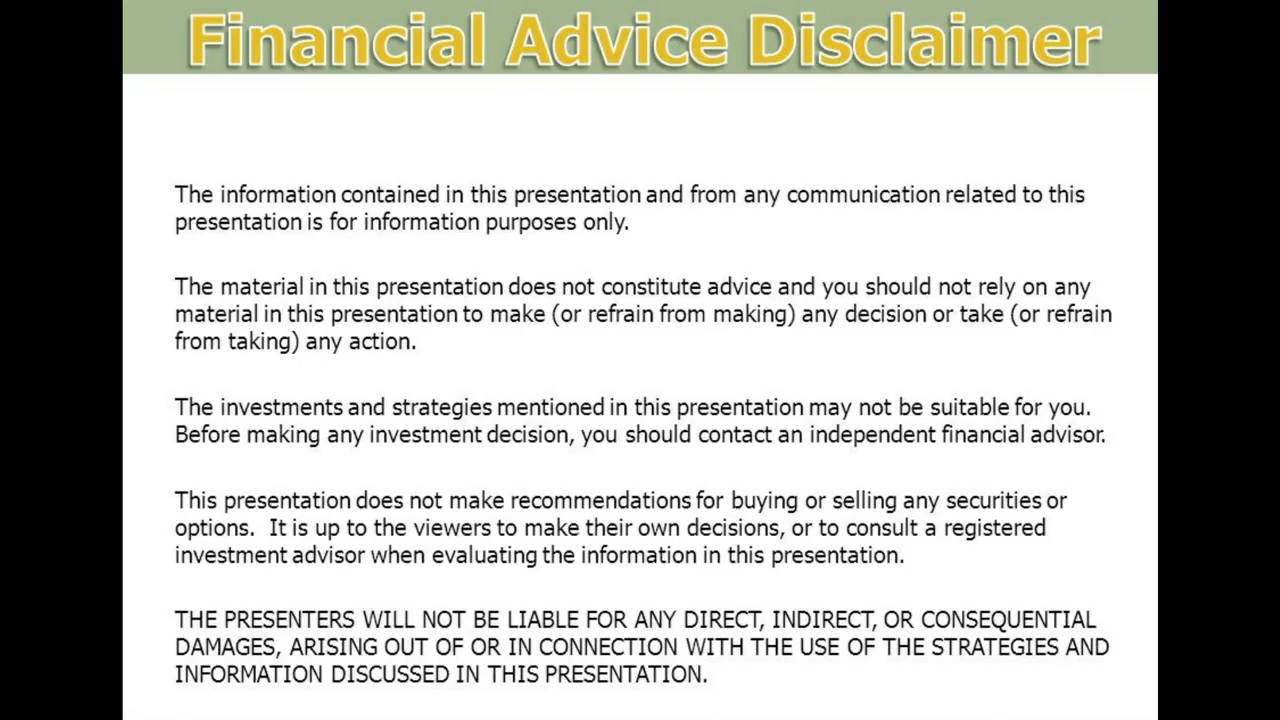 Financial Advice Disclaimer
The information contained in this presentation and from any communication related to this
presentation is for information purposes only.
The material in this presentation does not constitute advice and you should not rely on any
material in this presentation to make (or refrain from making) any decision or take (or refrain
from taking) any action.
The investments and strategies mentioned in this presentation may not be suitable for you.
Before making any investment decision, you should contact an independent financial advisor.
This presentation does not make recommendations for buying or selling any securities or
options.  It is up to the viewers to make their own decisions, or to consult a registered
investment advisor when evaluating the information in this presentation.
THE PRESENTERS WILL NOT BE LIABLE FOR ANY DIRECT, INDIRECT, OR CONSEQUENTIAL
DAMAGES, ARISING OUT OF OR IN CONNECTION WITH THE USE OF THE STRATEGIES AND
INFORMATION DISCUSSED IN THIS PRESENTATION.